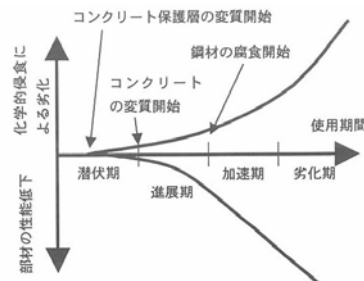 コンクリート保護層の変質開始
化学的侵食に
よる劣化
コンクリート
の変質開始
鋼材の腐食開始
使用期間
潜伏期
進展期
加速期
劣化期
部材の性能低下